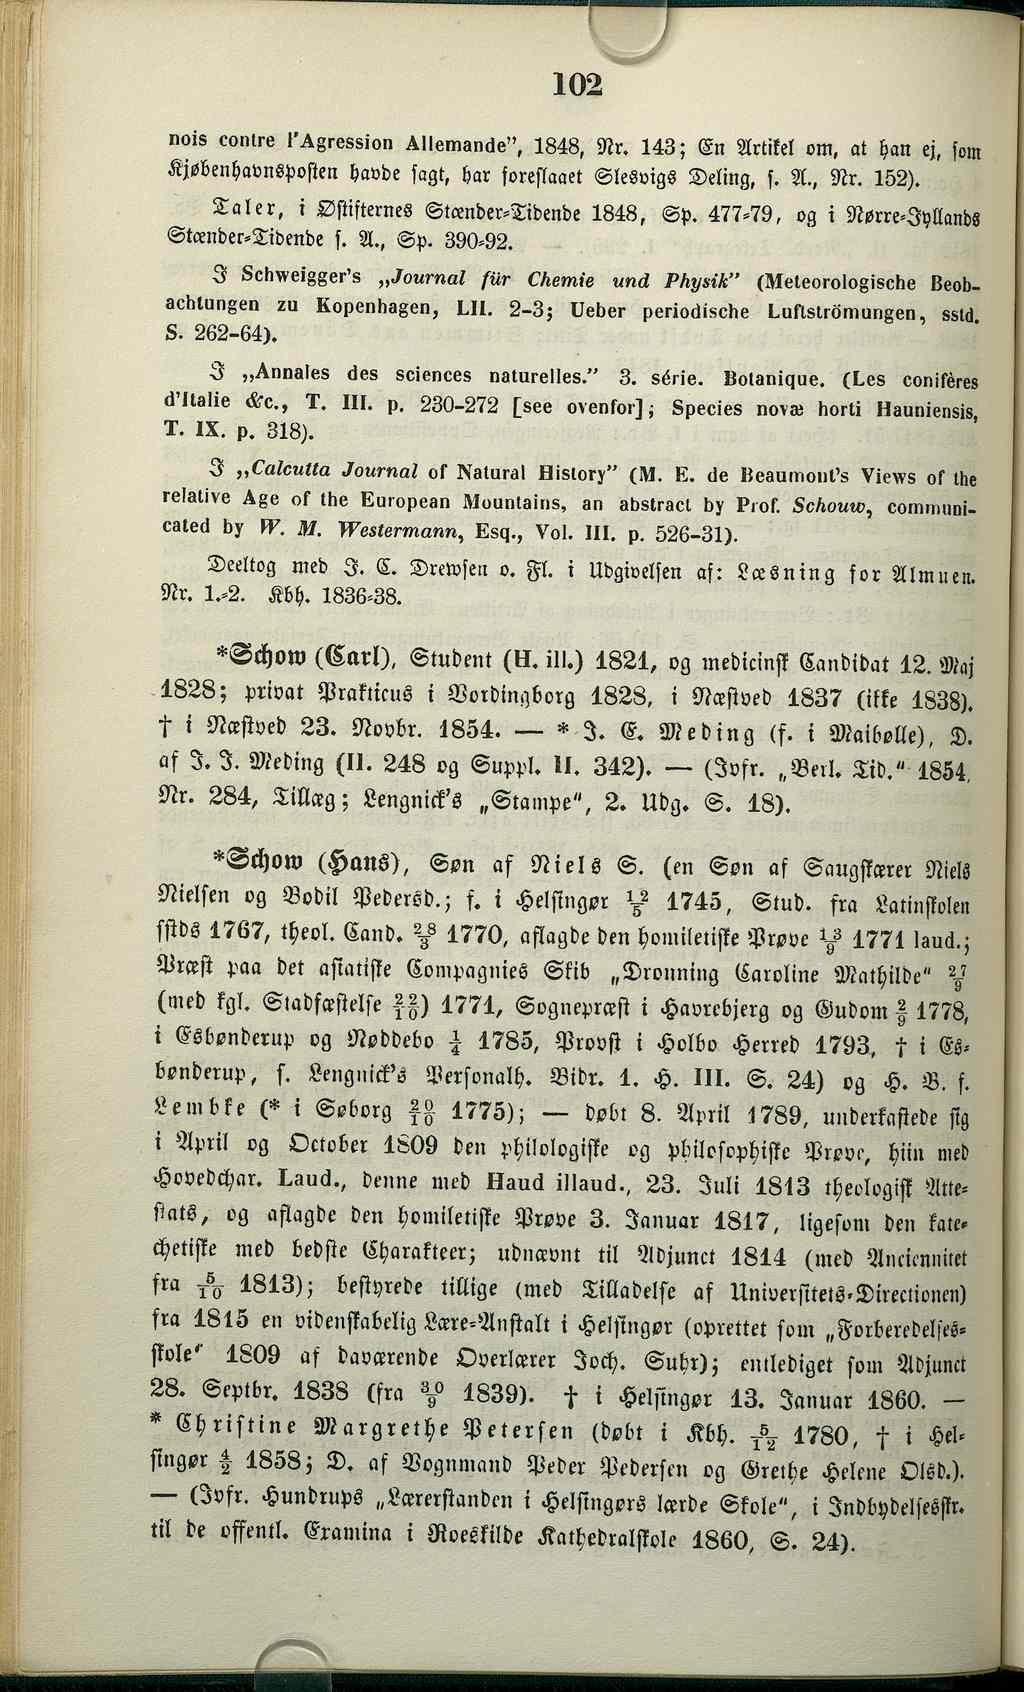 102
nois contre l'Agression Allemande”, 1848, Nr. 143; En Artikel om, at han ej, som
Kjøbenhavnsposten havde sagt, har foreslaaet Slesvigs Deling, s. A., Nr. 152).
Taler, i Østifternes Stænder=Tidende 1848, Sp. 477=79, og i Nørre=Jyllands
Stænder=Tidende s. A., Sp. 390=92.
I Schweigger's „Journal für Chemie und Physik” (Meteorologische Beob-
achtungen zu Kopenhagen, LII. 2-3; Ueber periodische Luftströmungen, sstd.
S. 262-64).
I „Annales des sciences naturelles.” 3. série. Botanique. (Les conifères
d'Italie &c., T. III. p. 230-272 [see ovenfor]; Species novæ horti Hauniensis,
T. IX. p. 318).
I „Calcutta Journal of Natural History” (M. E. de Beaumont's Views of the
relative Age of the European Mountains, an abstract by Prof. Schouw, communi-
cated by W. M. Westermann, Esq., Vol. III. p. 526-31).
Deeltog med J. C. Drewsen o. Fl. i Udgivelsen af: Læsning for Almuen.
Nr. 1.=2. Kbh. 1836=38.
*Schow (Carl), Student (H. ill.) 1821, og medicinsk Candidat 12. Maj
1828; privat Prakticus i Vordingborg 1828, i Næstved 1837 (ikke 1838).
† i Næstved 23. Novbr. 1854. — * J. E. Meding (f. i Maibølle), D.
af J. J. Meding (II. 248 og Suppl. II. 342). — (Jvfr. „Berl. Tid.“ 1854,
Nr. 284, Tillæg; Lengnick's „Stampe“, 2. Udg. S. 18).
*Schow (Hans), Søn af Niels S. (en Søn af Saugskærer Niels
Nielsen og Bodil Pedersd.; f. i Helsingør 12/5 1745, Stud. fra Latinskolen
sstds 1767, theol. Cand. 28/3 1770, aflagde den homiletiske Prøve 13/9 1771 laud.;
Præst paa det asiatiske Compagnies Skib „Dronning Caroline Mathilde“ 27/9
(med kgl. Stadfæstelse 22/10) 1771, Sognepræst i Havrebjerg og Gudom 2/9 1778,
i Esbønderup og Nøddebo 1/4 1785, Provst i Holbo Herred 1793, † i Es=
bønderup, s. Lengnick's Personalh. Bidr. 1. H. III. S. 24) og H. B. f.
Lembke (* i Søborg 20/10 1775); — døbt 8. April 1789, underkastede sig
i April og October 1809 den philologiske og philosophiske Prøve, hiin med
Hovedchar. Laud., denne med Haud illaud., 23. Juli 1813 theologisk Atte=
stats, og aflagde den homiletiske Prøve 3. Januar 1817, ligesom den kate=
chetiske med bedste Charakteer; udnævnt til Adjunct 1814 (med Anciennitet
fra 5/10 1813); bestyrede tillige (med Tilladelse af Universitets=Directionen)
fra 1815 en videnskabelig Lære=Anstalt i Helsingør (oprettet som „Forberedelses=
skole“ 1809 af daværende Overlærer Joch. Suhr); entlediget som Adjunct
28. Septbr. 1838 (fra 30/9 1839). † i Helsingør 13. Januar 1860. —
* Christine Margrethe Petersen (døbt i Kbh. 5/12 1780, † i Hel=
singør 4/2 1858; D. af Vognmand Peder Pedersen og Grethe Helene Olsd.).
— (Jvfr. Hundrups „Lærerstanden i Helsingørs lærde Skole“, i Indbydelsesskr.
til de offentl. Examina i Roeskilde Kathedralskole 1860, S. 24).